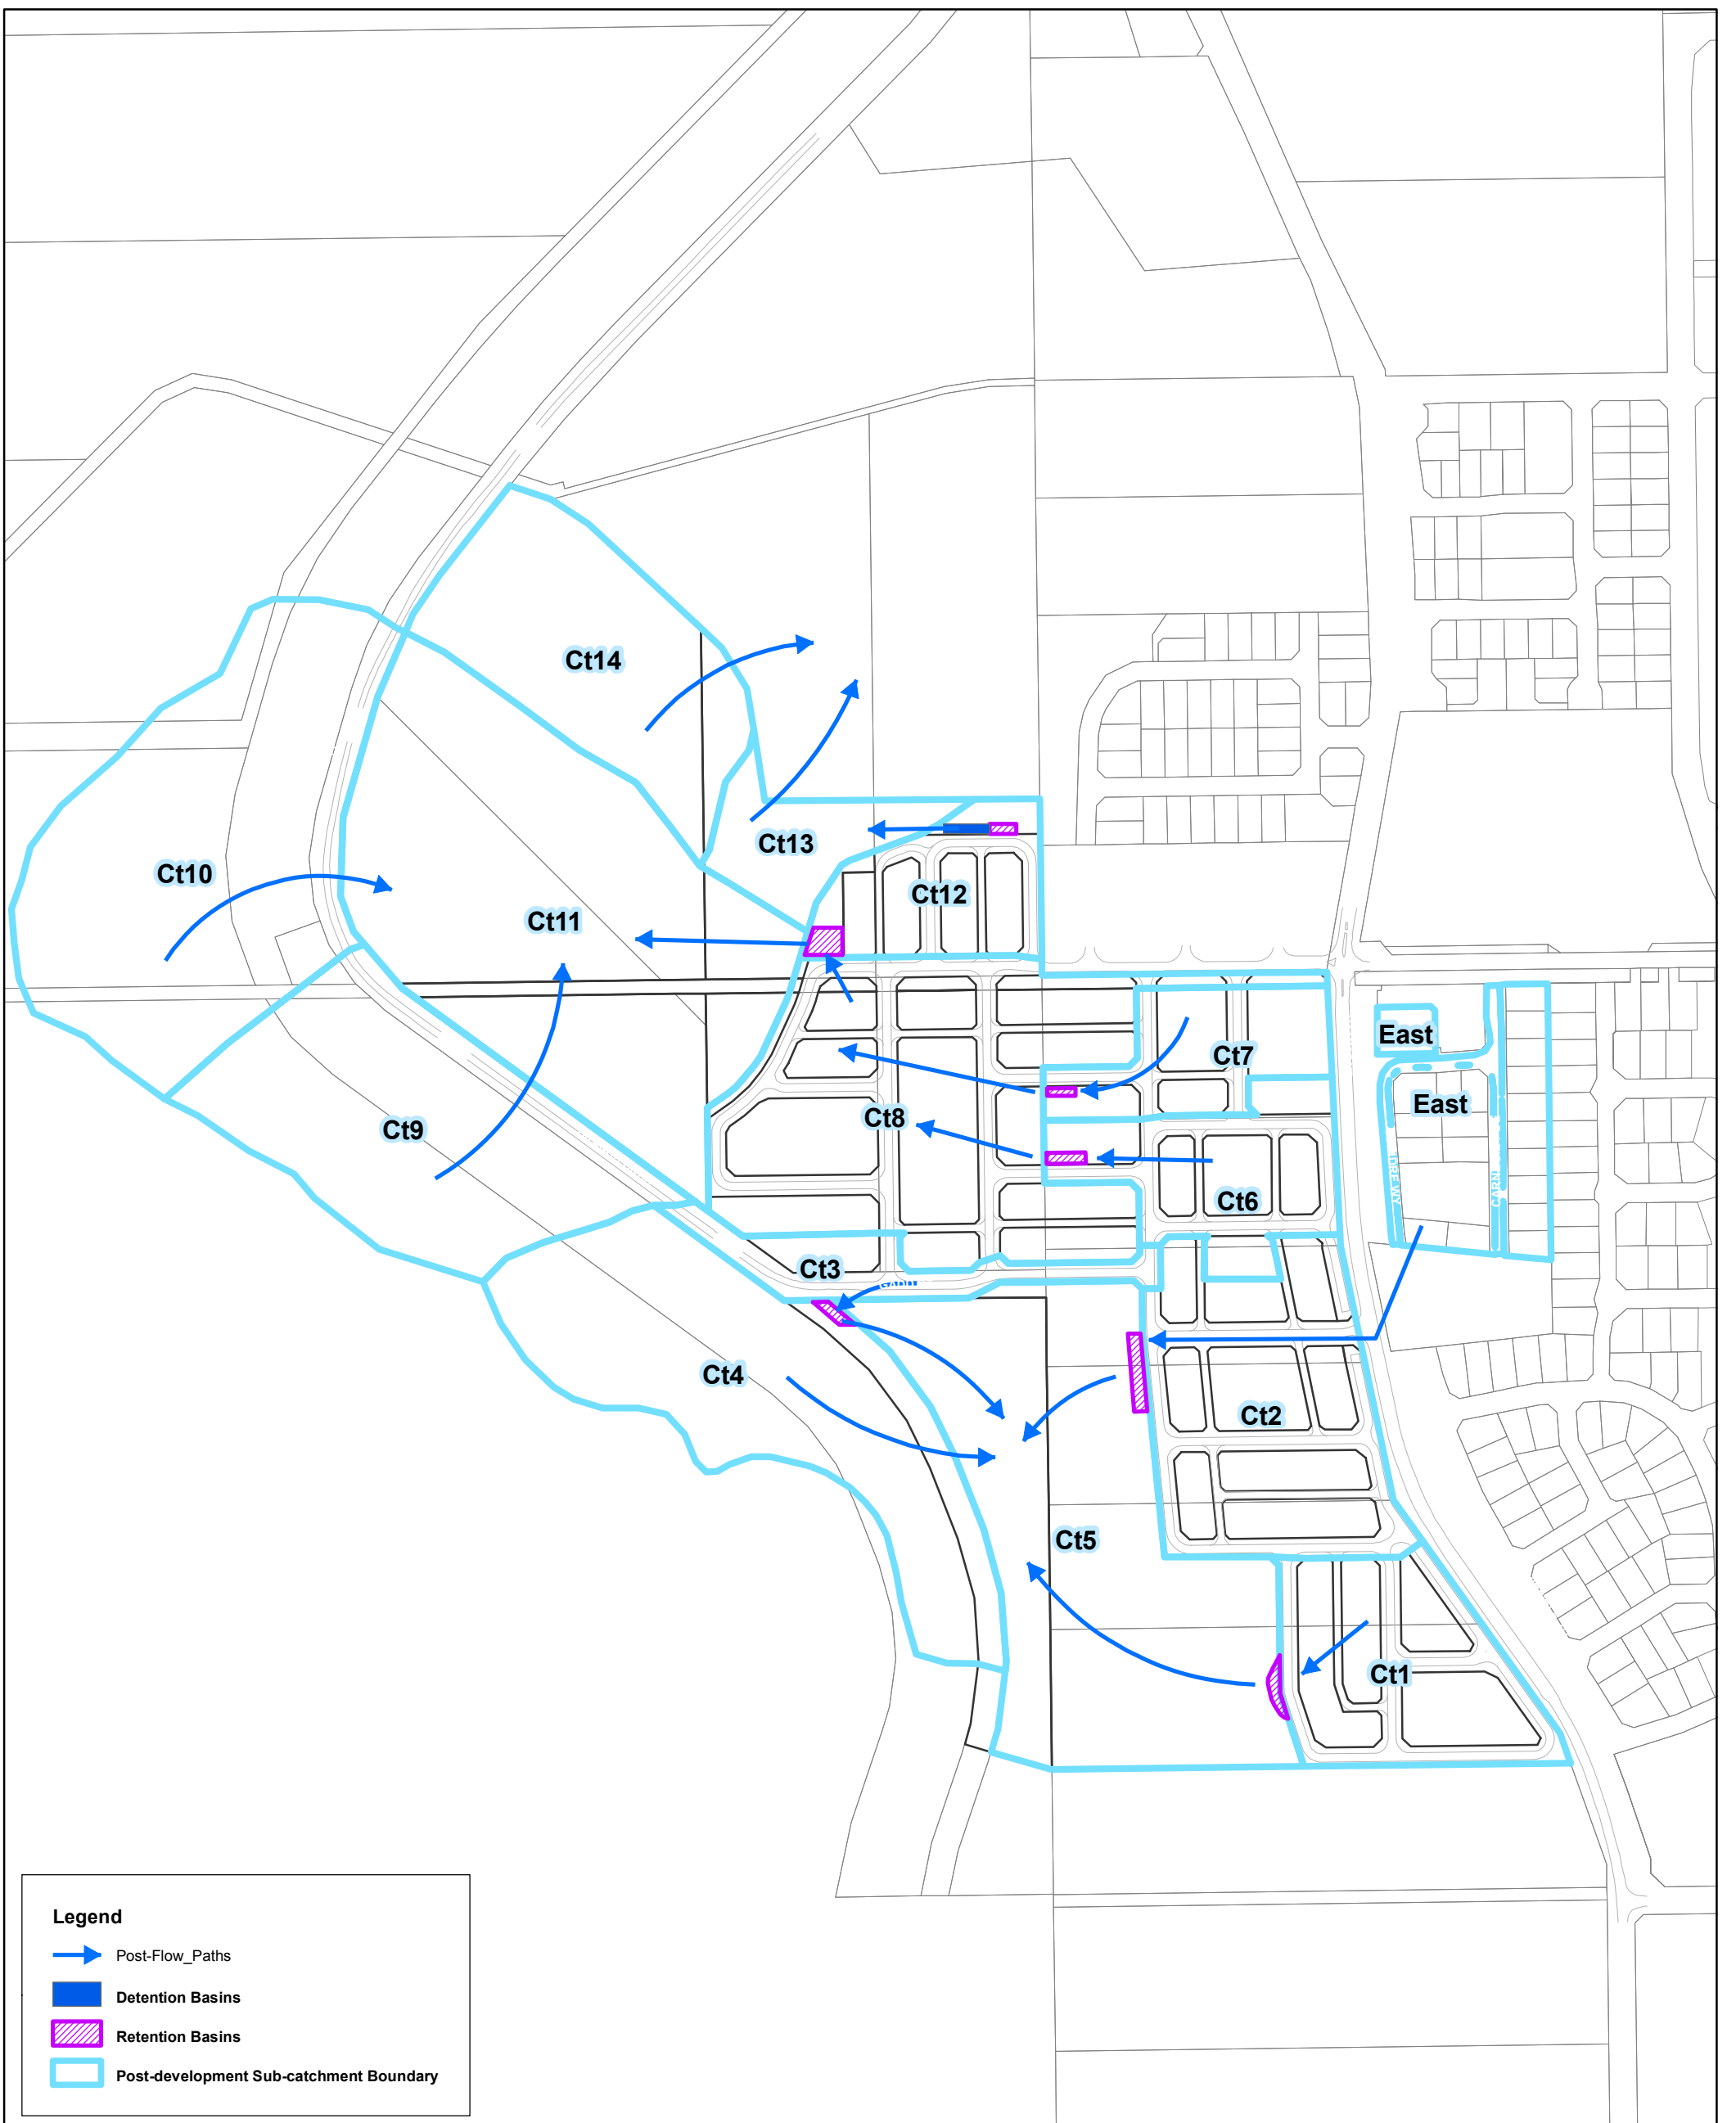 Ct14
Ct13
Ct10
Ct12
Ct11
East
Ct7
East
Ct8
Ct9
Ct6
Ct3
Ct4
Ct2
Ct5
Ct1
Legend
Post-Flow_Paths
Detention Basins
Retention Basins
Post-development Sub-catchment Boundary